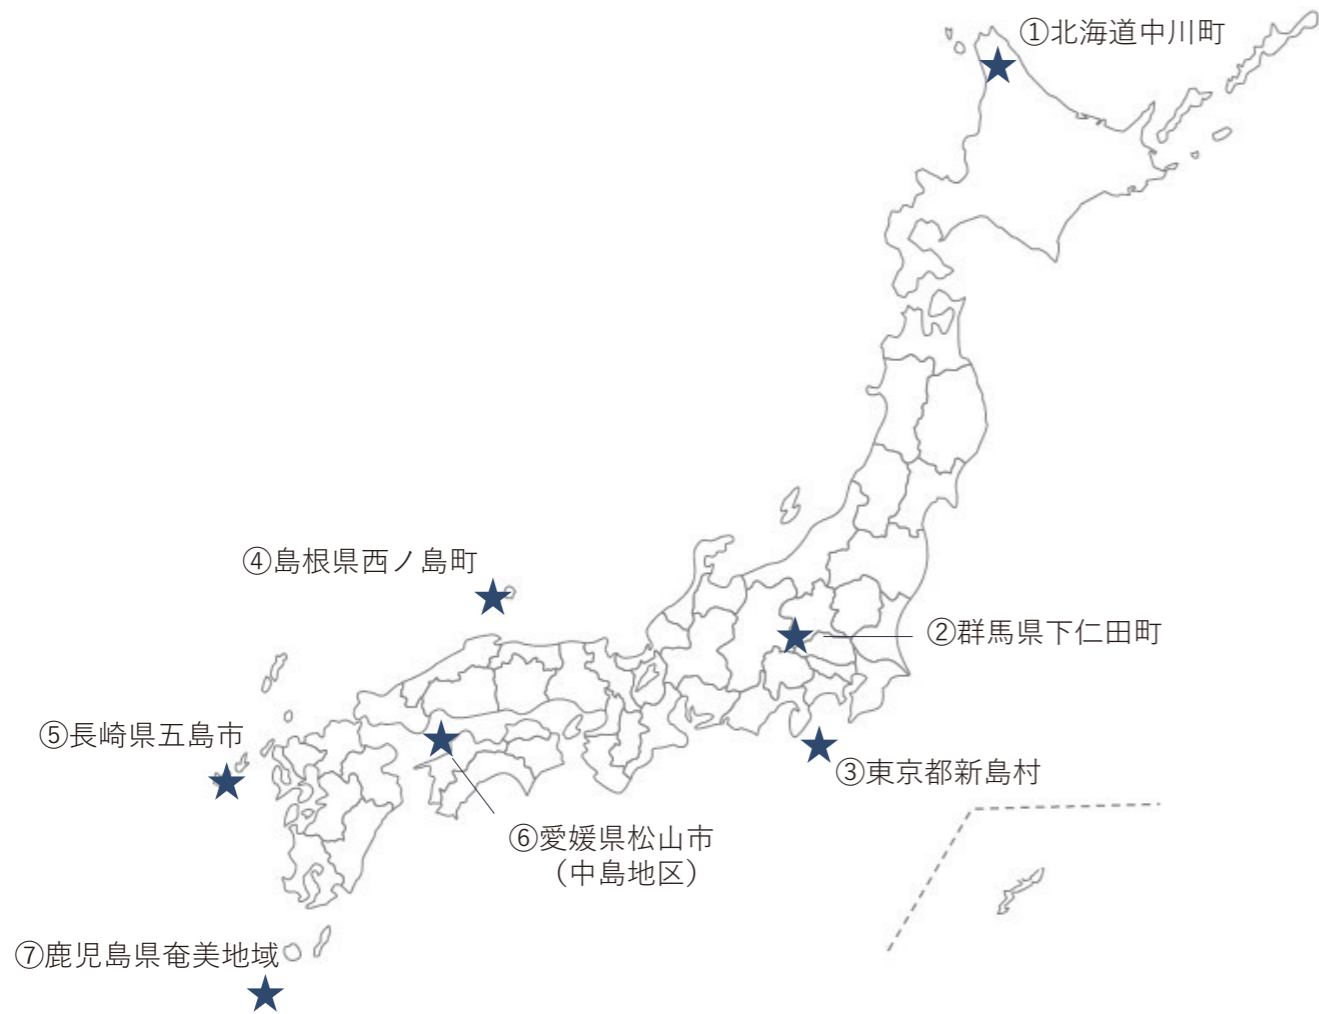 ①北海道中川町
④島根県西ノ島町
②群馬県下仁田町
⑤長崎県五島市
③東京都新島村
⑥愛媛県松山市
（中島地区）
⑦鹿児島県奄美地域